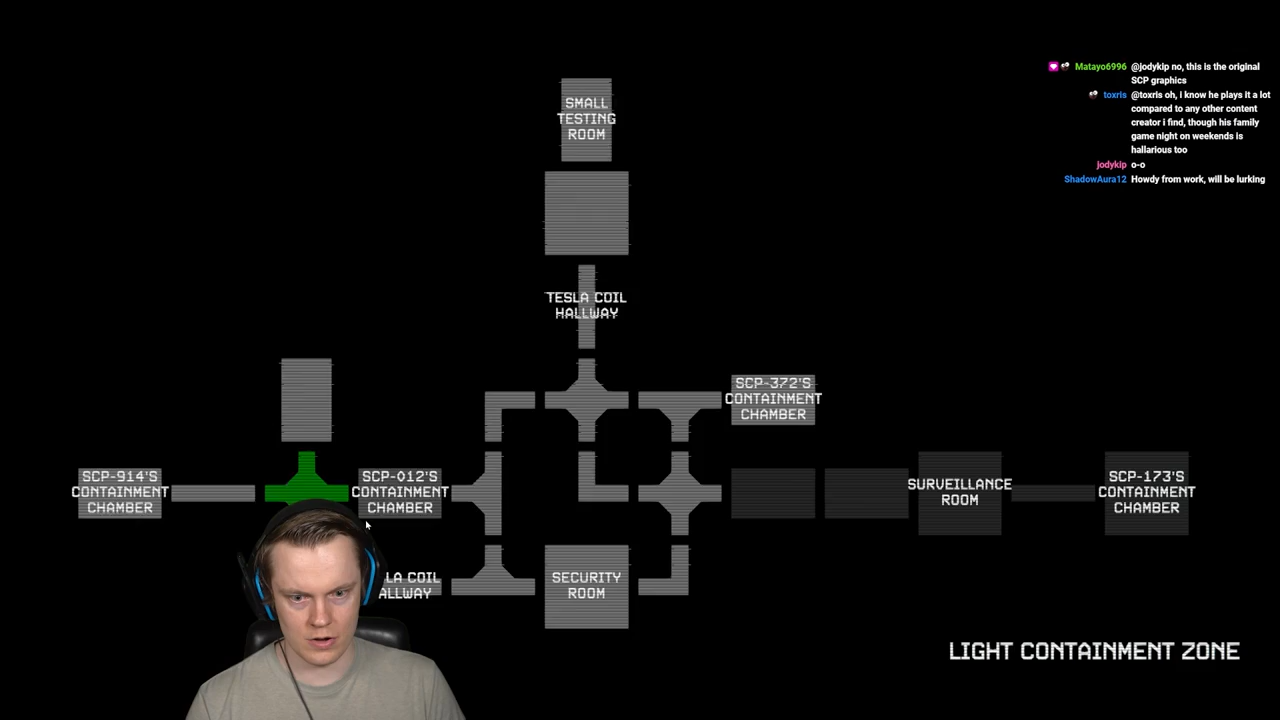 SMALL
TESTING
ROOM
TESLA COIL
HALLWAY
SCP-372'S
CONTAINMENT
CHAMBER
SCP-914'S
CONTAINMENT
CHAMBER
SCP-012'S
CONTAINMENT
CHAMBER
SURVEILLANCE
ROOM
SCP-173'S
CONTAINMENT
CHAMBER
LA COIL
ALLWAY
SECURITY
ROOM
LIGHT CONTAINMENT ZONE
Matayo6996 @jodykip no, this is the original
SCP graphics
toxris @toxris oh, i know he plays it a lot
compared to any other content
creator i find, though his family
game night on weekends is
hallarious too
jodykip o-o
ShadowAura12 Howdy from work, will be lurking